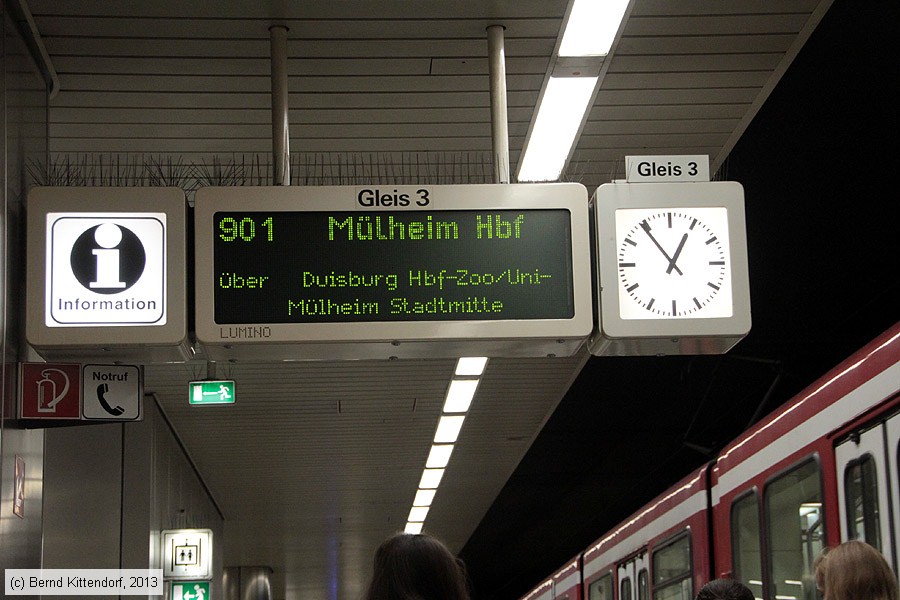 Gleis 3
Gleis 3
901 Mülheim Hbf
über Duisburg Hbf-Zoo/Uni-
Mülheim Stadtmitte
LUMINO
i
Information
Notruf
(c) Bernd Kittendorf, 2013